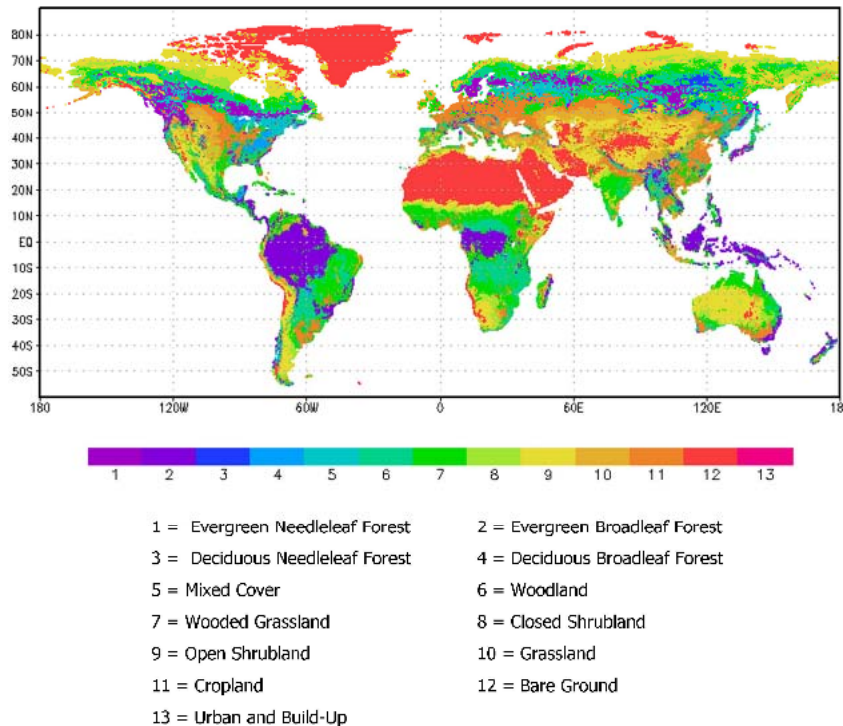 80N
70N
60N
50N
40N
30N
20N
10N
EQ
10S
20S
30S
40S
50S
180 120W 60W 0 60E 120E 18
1 2 3 4 5 6 7 8 9 10 11 12 13
1 = Evergreen Needleleaf Forest 2 = Evergreen Broadleaf Forest
3 = Deciduous Needleleaf Forest 4 = Deciduous Broadleaf Forest
5 = Mixed Cover 6 = Woodland
7 = Wooded Grassland 8 = Closed Shrubland
9 = Open Shrubland 10 = Grassland
11 = Cropland 12 = Bare Ground
13 = Urban and Build-Up